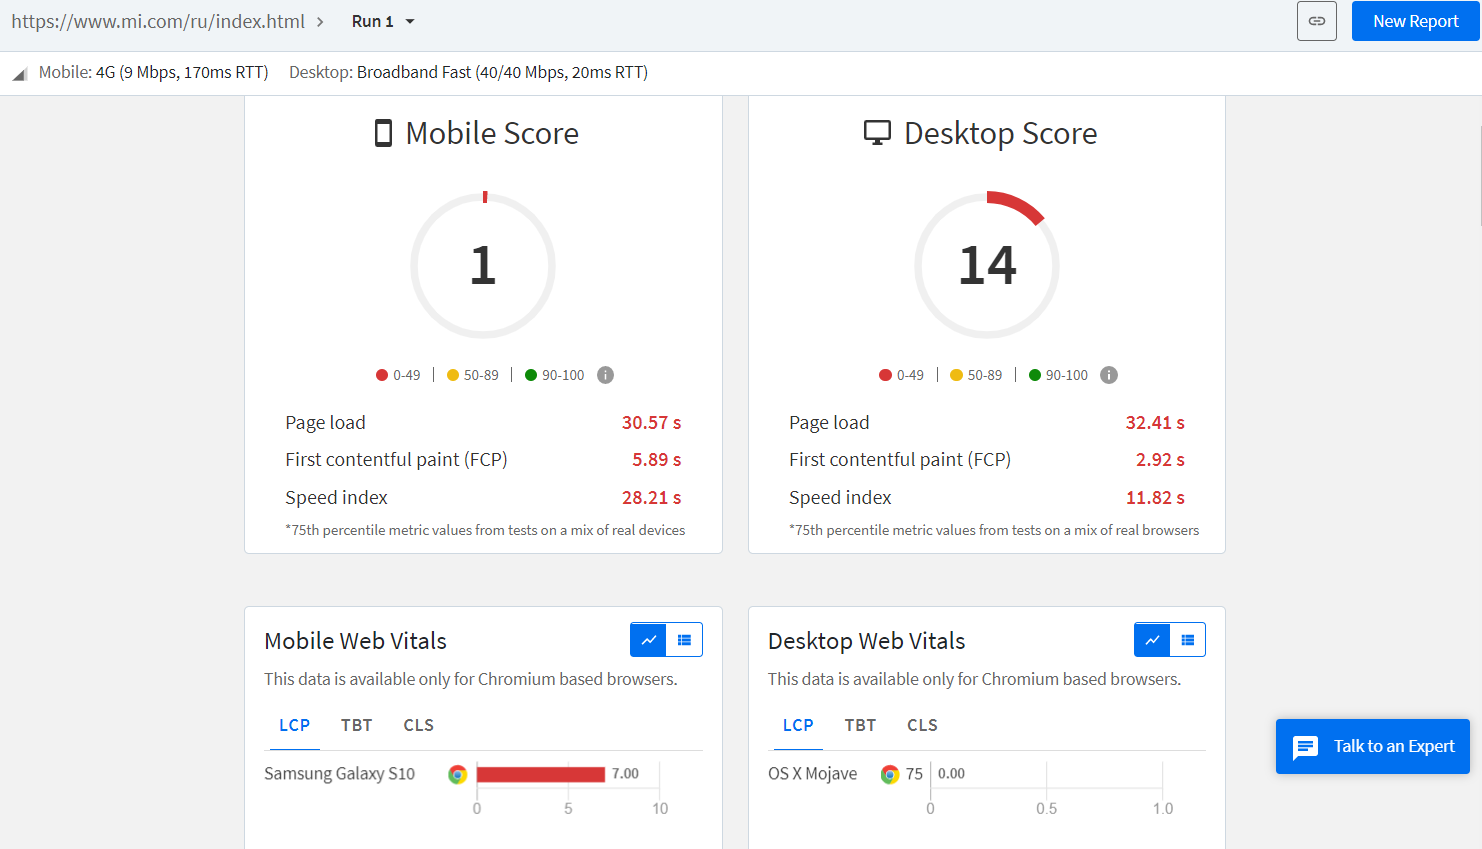 https://www.mi.com/ru/index.html > Run 1
New Report
Mobile: 4G (9 Mbps, 170ms RTT) Desktop: Broadband Fast (40/40 Mbps, 20ms RTT)
Mobile Score
1
0-49 | 50-89 | 90-100
Page load 30.57 s
First contentful paint (FCP) 5.89 s
Speed index 28.21 s
*75th percentile metric values from tests on a mix of real devices
Desktop Score
14
0-49 | 50-89 | 90-100
Page load 32.41 s
First contentful paint (FCP) 2.92 s
Speed index 11.82 s
*75th percentile metric values from tests on a mix of real browsers
Mobile Web Vitals
This data is available only for Chromium based browsers.
LCP TBT CLS
Samsung Galaxy S10 7.00
0 5 10
Desktop Web Vitals
This data is available only for Chromium based browsers.
LCP TBT CLS
OS X Mojave 75 0.00
0 0.5 1.0
Talk to an Expert